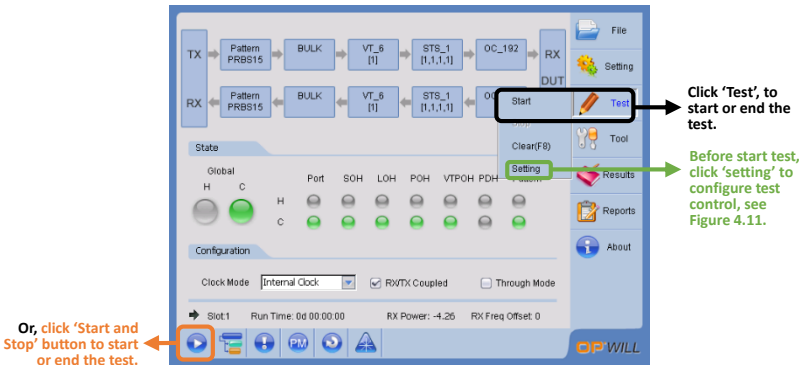 TX
Pattern
PRBS15
BULK
VT_6
[1]
STS_1
[1,1,1,1]
OC_192
RX
DUT
RX
Pattern
PRBS15
BULK
VT_6
[1]
STS_1
[1,1,1,1]
Start
Clear(F8)
Setting
File
Setting
Test
Tool
Results
Reports
About
Click 'Test', to
start or end the
test.
Before start test,
click 'setting' to
configure test
control, see
Figure 4.11.
State
Global
H C
Port SOH LOH POH VTPOH PDH
H
C
Configuration
Clock Mode Internal Clock RX/TX Coupled Through Mode
Slot:1 Run Time: 0d 00:00:00 RX Power: -4.26 RX Freq Offset: 0
PM
OPWILL
Or, click 'Start and
Stop' button to start
or end the test.